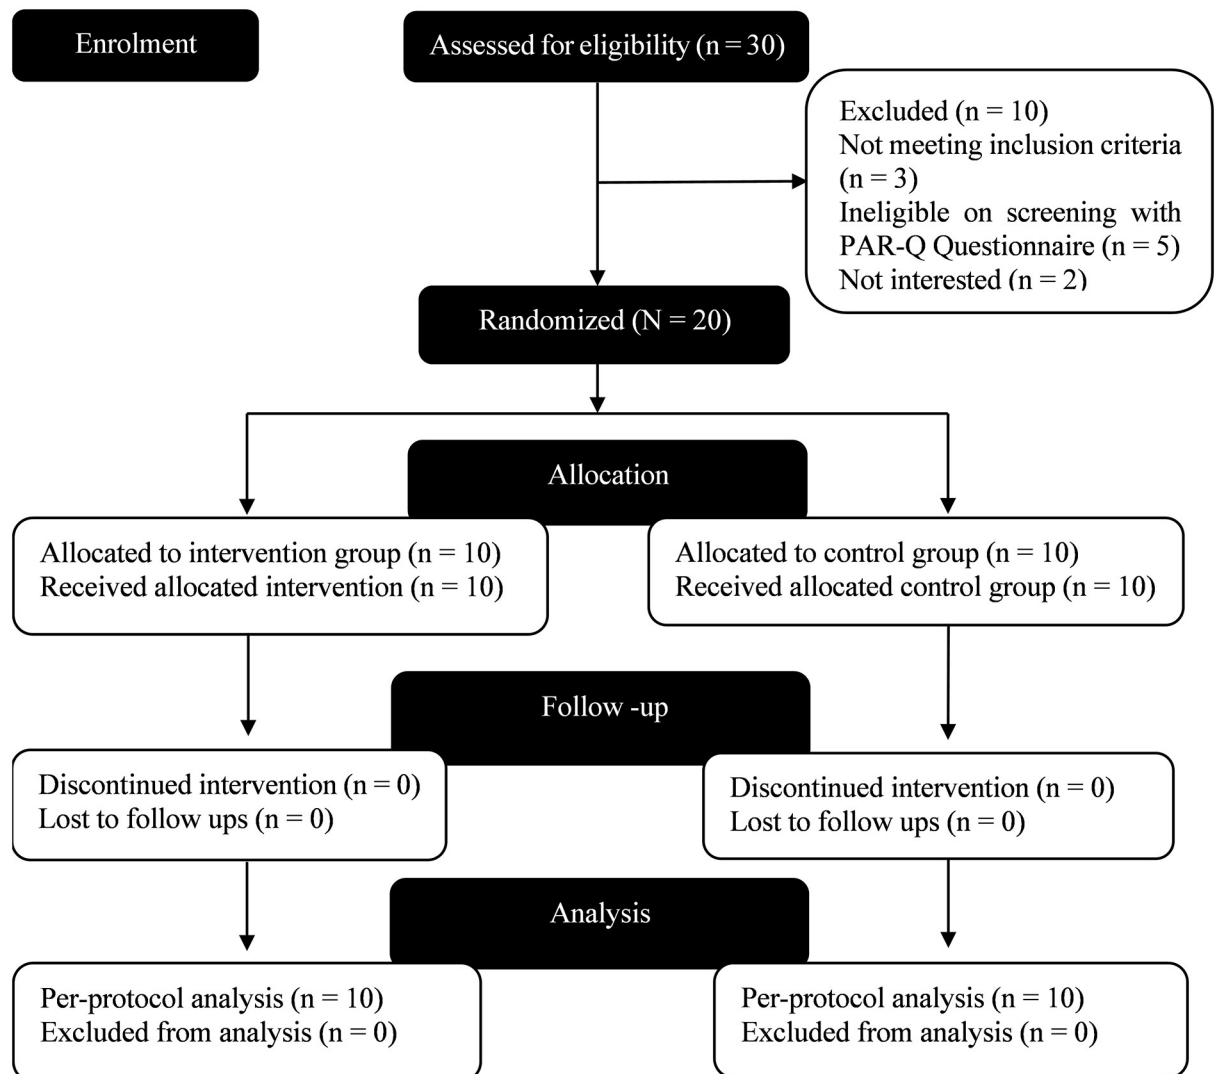 Enrolment
Assessed for eligibility (n = 30)
Excluded (n = 10)
Not meeting inclusion criteria
(n = 3)
Ineligible on screening with
PAR-Q Questionnaire (n = 5)
Not interested (n = 2)
Randomized (N = 20)
Allocation
Allocated to intervention group (n = 10)
Received allocated intervention (n = 10)
Allocated to control group (n = 10)
Received allocated control group (n = 10)
Follow -up
Discontinued intervention (n = 0)
Lost to follow ups (n = 0)
Discontinued intervention (n = 0)
Lost to follow ups (n = 0)
Analysis
Per-protocol analysis (n = 10)
Excluded from analysis (n = 0)
Per-protocol analysis (n = 10)
Excluded from analysis (n = 0)